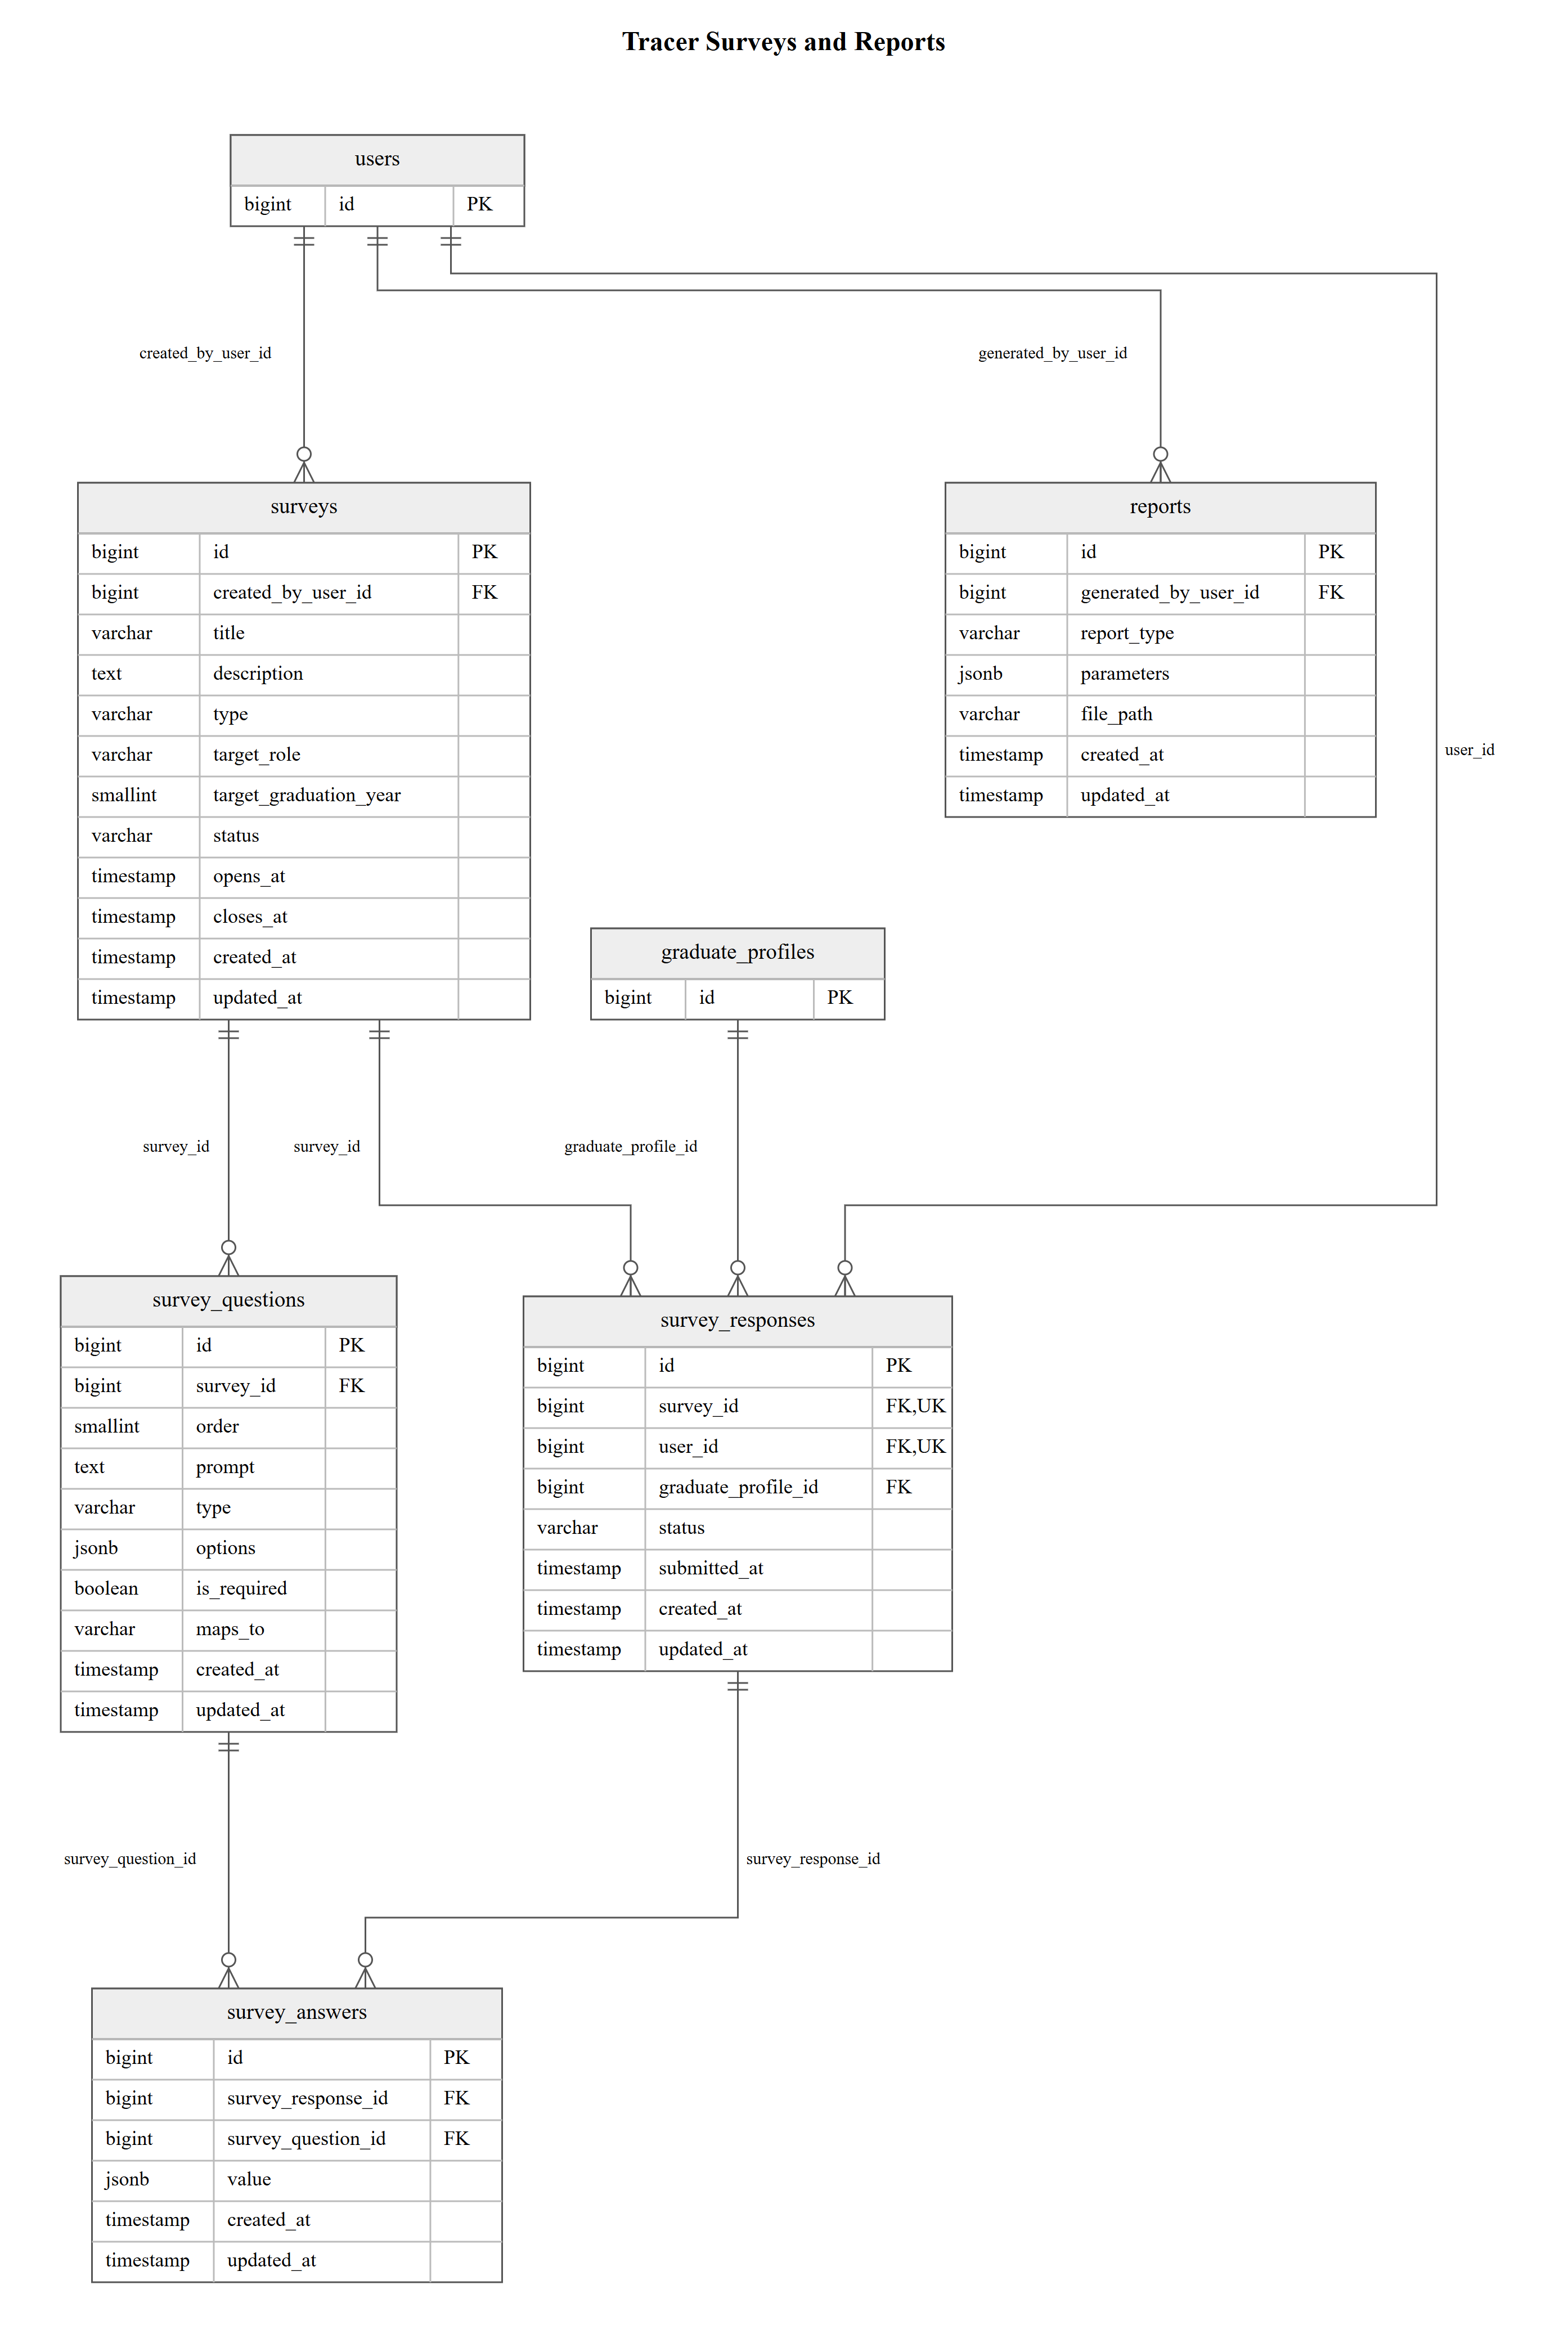 Tracer Surveys and Reports
users
bigint id PK
created_by_user_id
generated_by_user_id
surveys
bigint id PK
bigint created_by_user_id FK
varchar title
text description
varchar type
varchar target_role
smallint target_graduation_year
varchar status
timestamp opens_at
timestamp closes_at
timestamp created_at
timestamp updated_at
reports
bigint id PK
bigint generated_by_user_id FK
varchar report_type
jsonb parameters
varchar file_path
timestamp created_at
timestamp updated_at
user_id
graduate_profiles
bigint id PK
survey_id
survey_id
graduate_profile_id
survey_questions
bigint id PK
bigint survey_id FK
smallint order
text prompt
varchar type
jsonb options
boolean is_required
varchar maps_to
timestamp created_at
timestamp updated_at
survey_responses
bigint id PK
bigint survey_id FK,UK
bigint user_id FK,UK
bigint graduate_profile_id FK
varchar status
timestamp submitted_at
timestamp created_at
timestamp updated_at
survey_question_id
survey_response_id
survey_answers
bigint id PK
bigint survey_response_id FK
bigint survey_question_id FK
jsonb value
timestamp created_at
timestamp updated_at